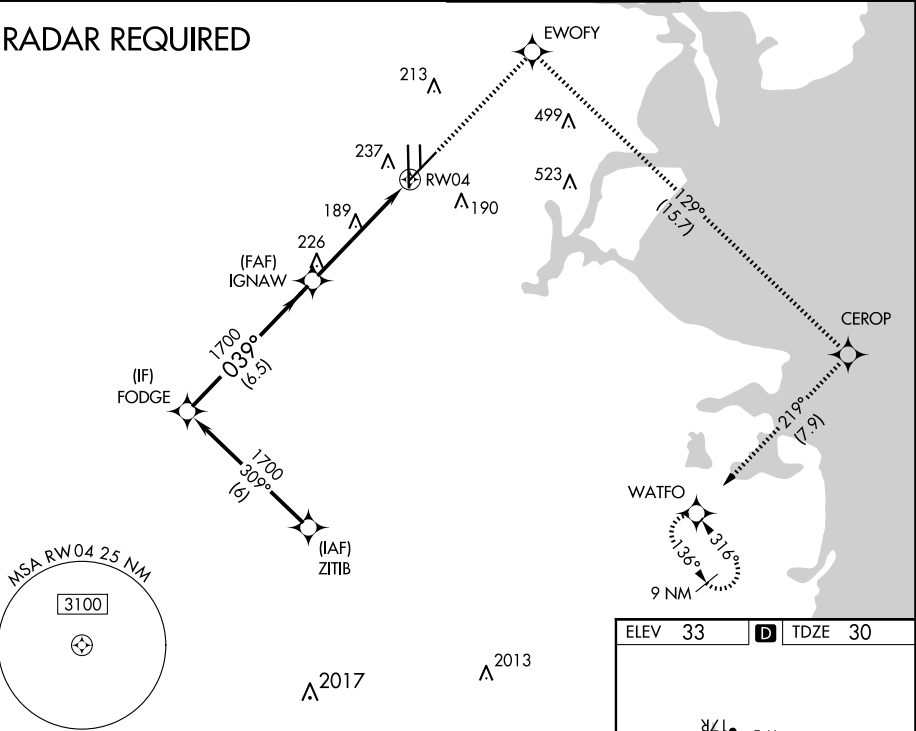 RADAR REQUIRED
EWOFY
213
499
237
RW04
523
190
189
226
(FAF)
IGNAW
129°
(15.7)
1700
039°
(6.5)
CEROP
(IF)
FODGE
219°
(7.9)
1700
309°
(6)
WATFO
(IAF)
ZITIB
316°
136°
9 NM
MSA RW04 25 NM
3100
ELEV 33
D
TDZE 30
2013
2017
17R